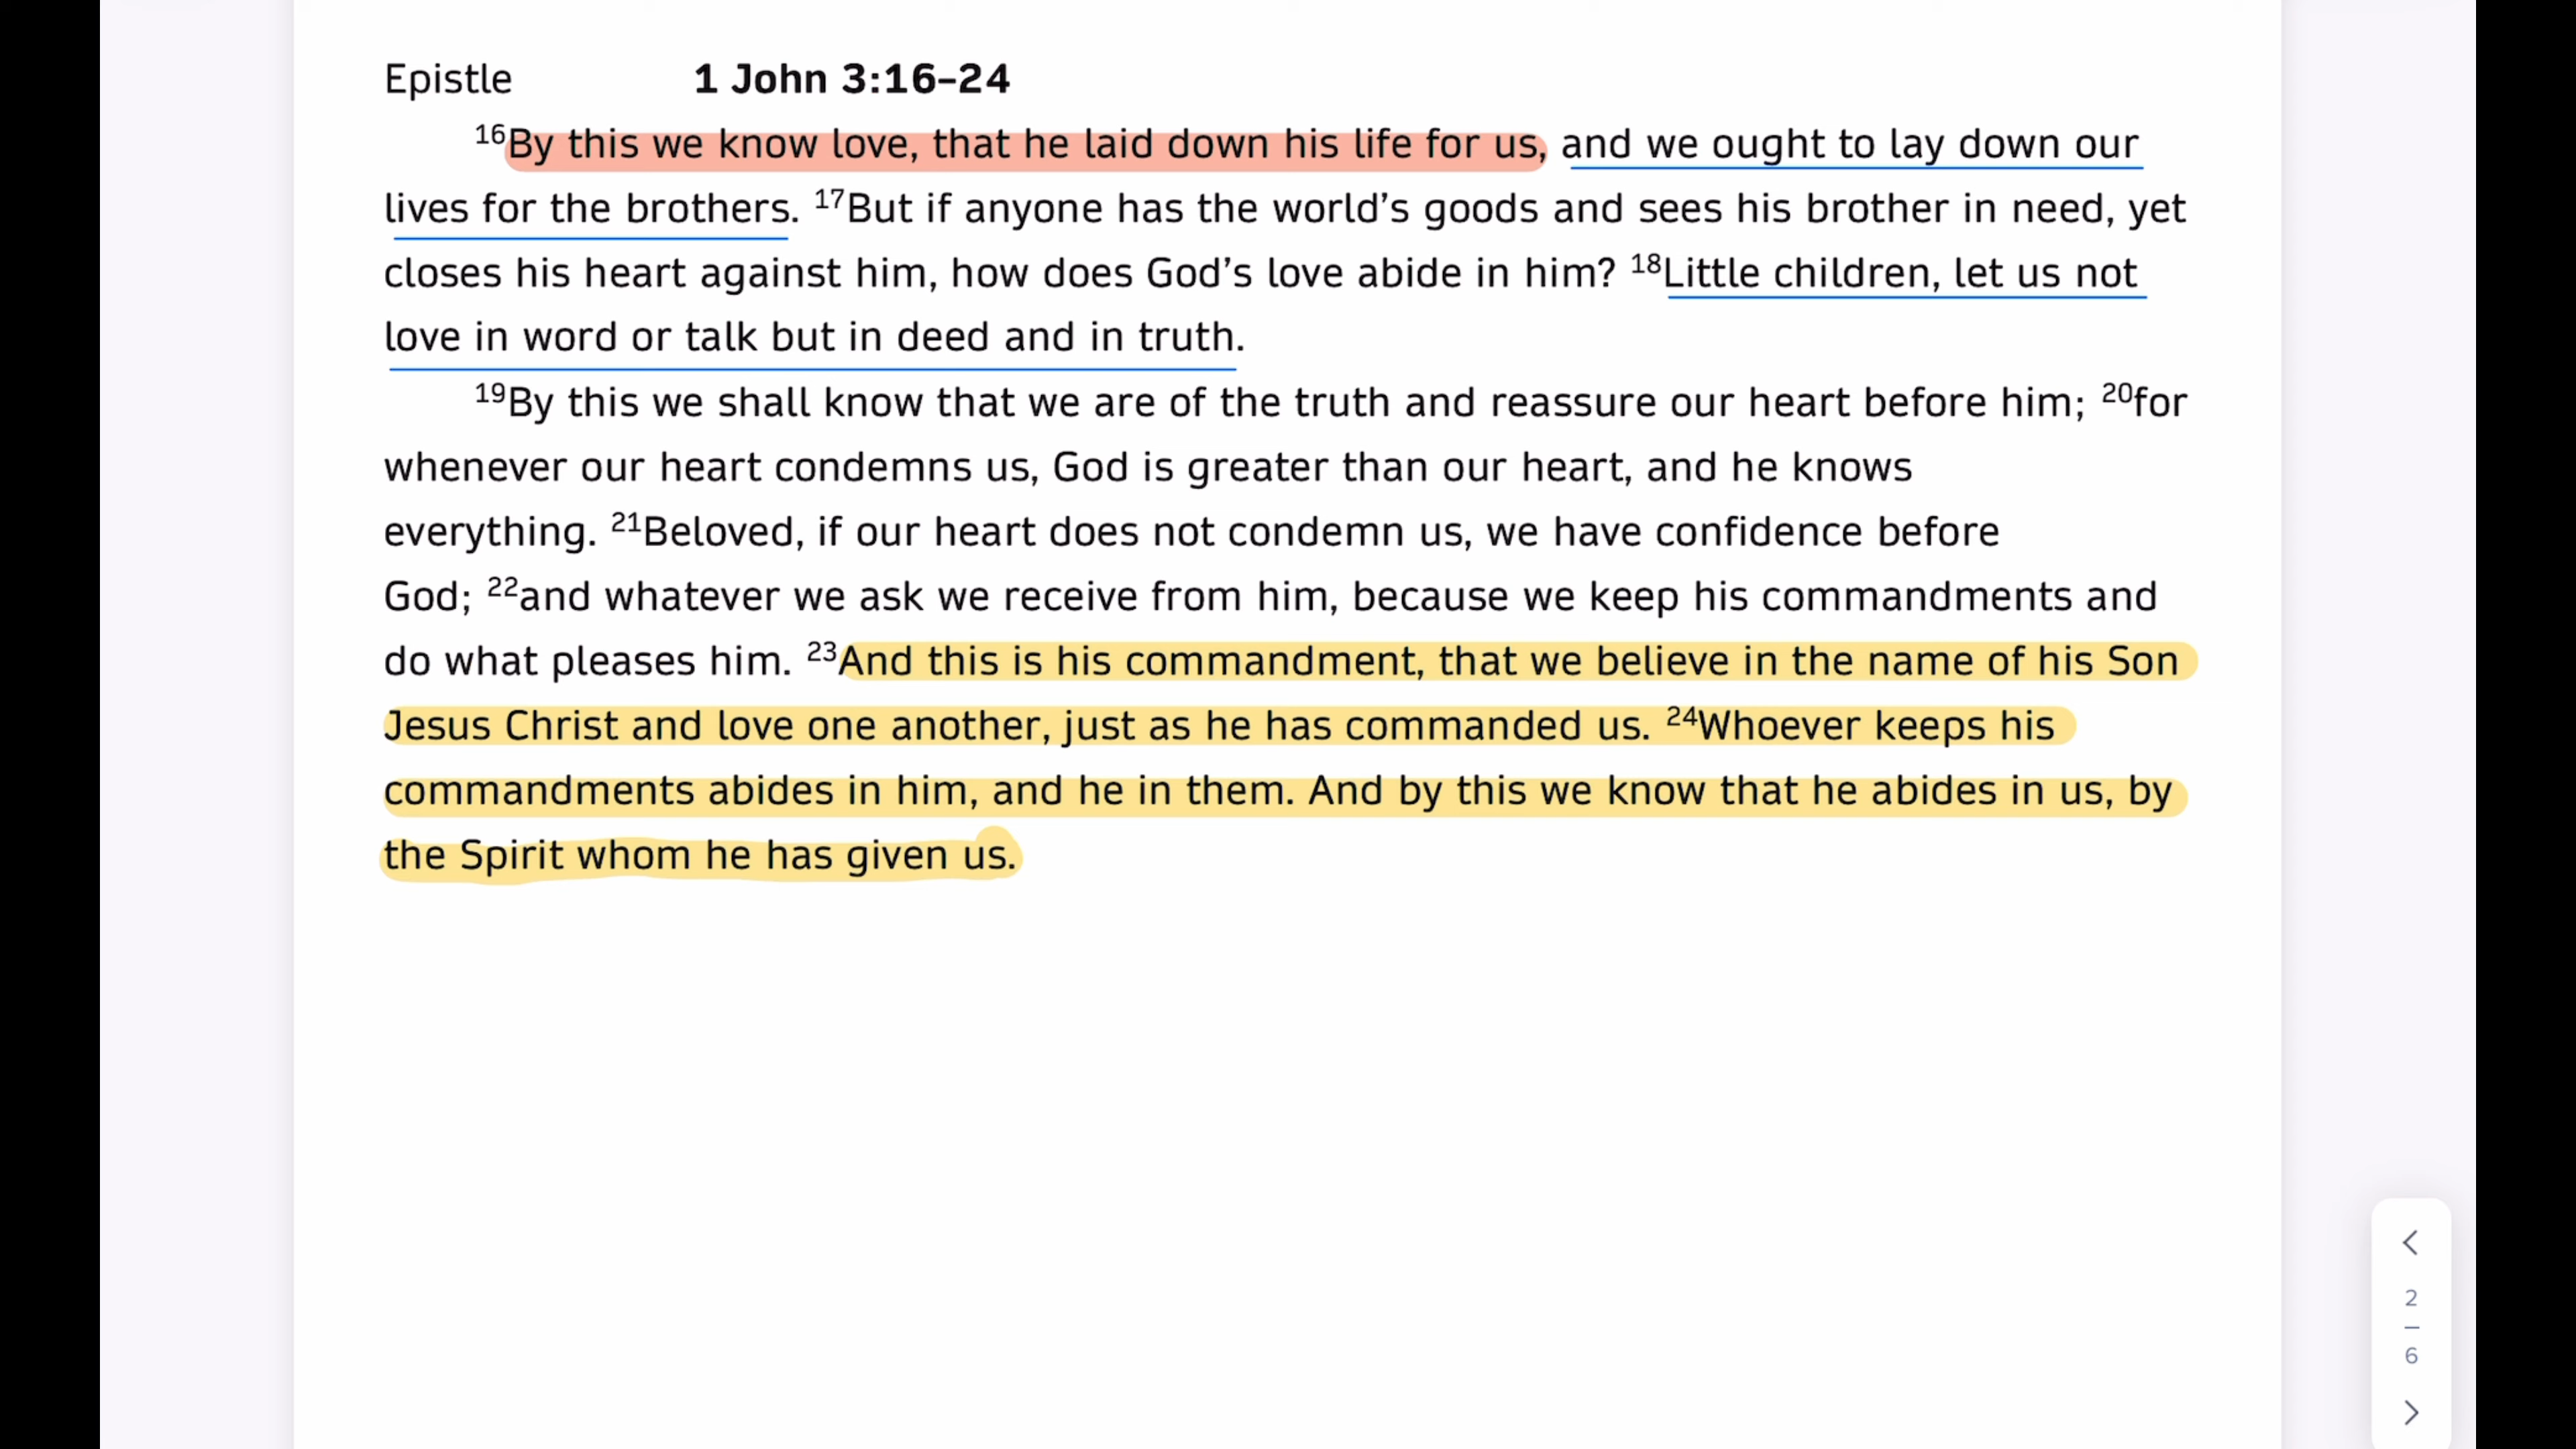 Epistle 1 John 3:16–24
16By this we know love, that he laid down his life for us, and we ought to lay down our
lives for the brothers. 17But if anyone has the world’s goods and sees his brother in need, yet
closes his heart against him, how does God’s love abide in him? 18Little children, let us not
love in word or talk but in deed and in truth.
19By this we shall know that we are of the truth and reassure our heart before him; 20for
whenever our heart condemns us, God is greater than our heart, and he knows
everything. 21Beloved, if our heart does not condemn us, we have confidence before
God; 22and whatever we ask we receive from him, because we keep his commandments and
do what pleases him. 23And this is his commandment, that we believe in the name of his Son
Jesus Christ and love one another, just as he has commanded us. 24Whoever keeps his
commandments abides in him, and he in them. And by this we know that he abides in us, by
the Spirit whom he has given us.
2
6